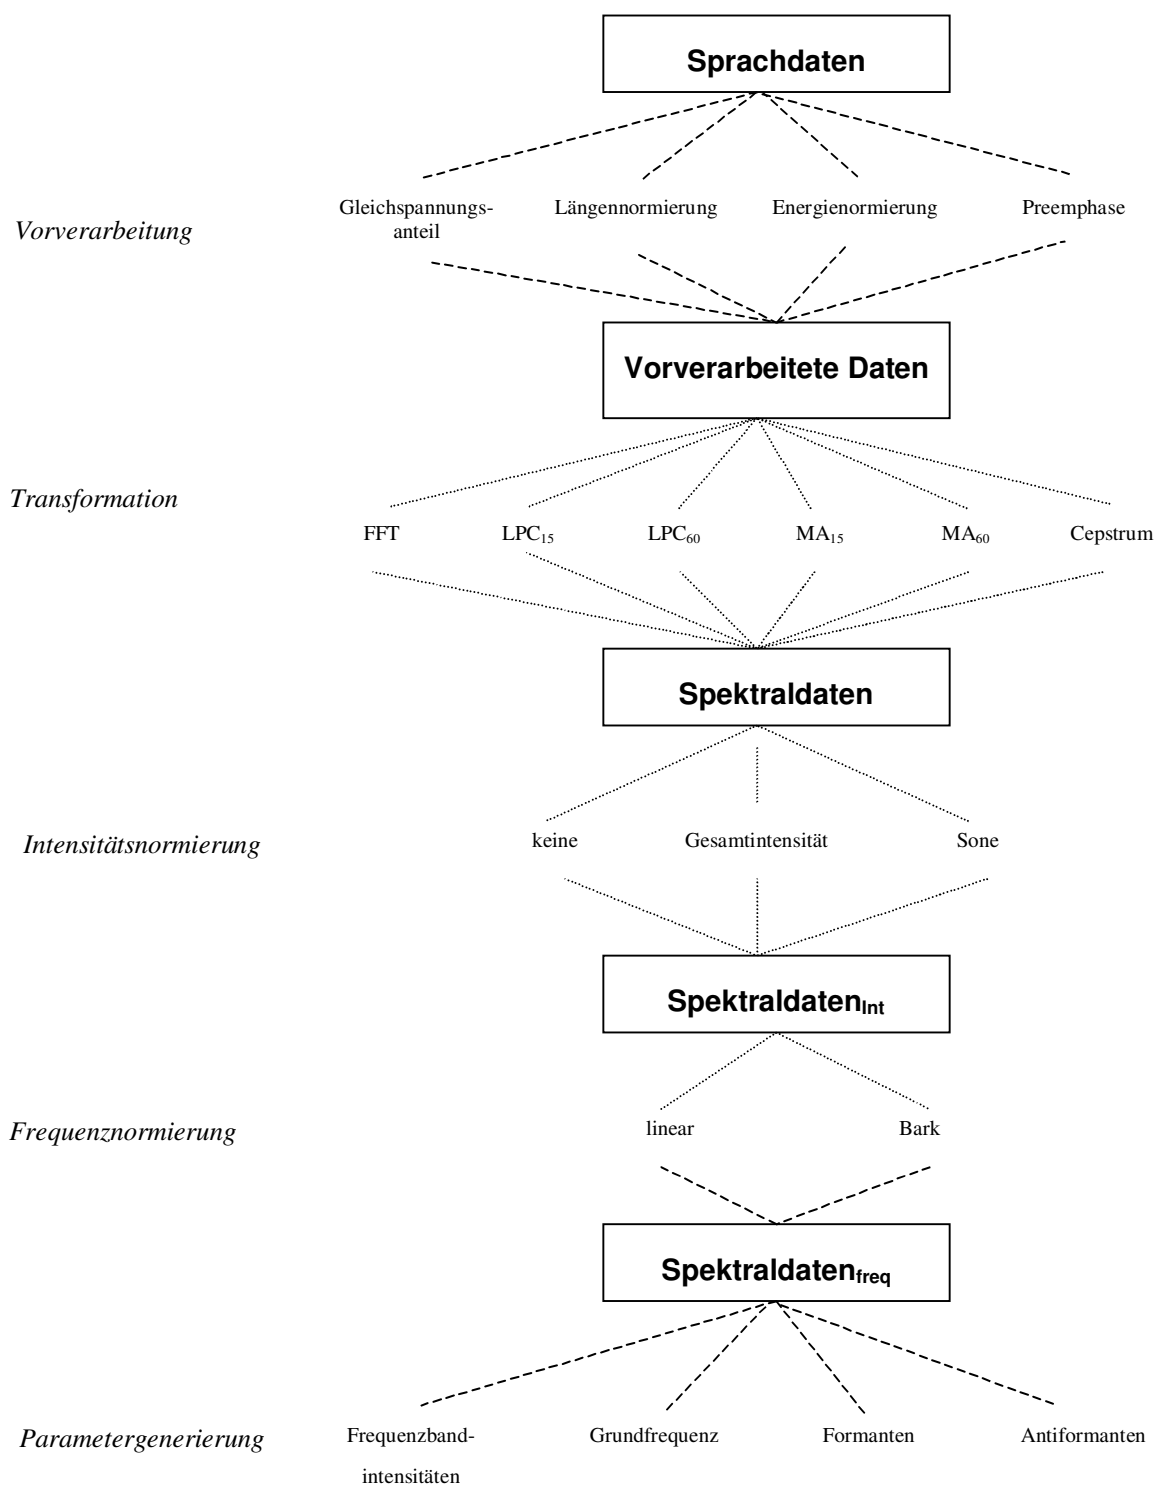 Sprachdaten
Gleichspannungs- Längennormierung Energienormierung Preemphase
anteil
Vorverarbeitung
Vorverarbeitete Daten
Transformation
FFT LPC15 LPC60 MA15 MA60 Cepstrum
Spektraldaten
Intensitätsnormierung keine Gesamtintensität Sone
SpektraldatenInt
Frequenznormierung linear Bark
Spektraldatenfreq
Parametergenerierung Frequenzband- Grundfrequenz Formanten Antiformanten
intensitäten